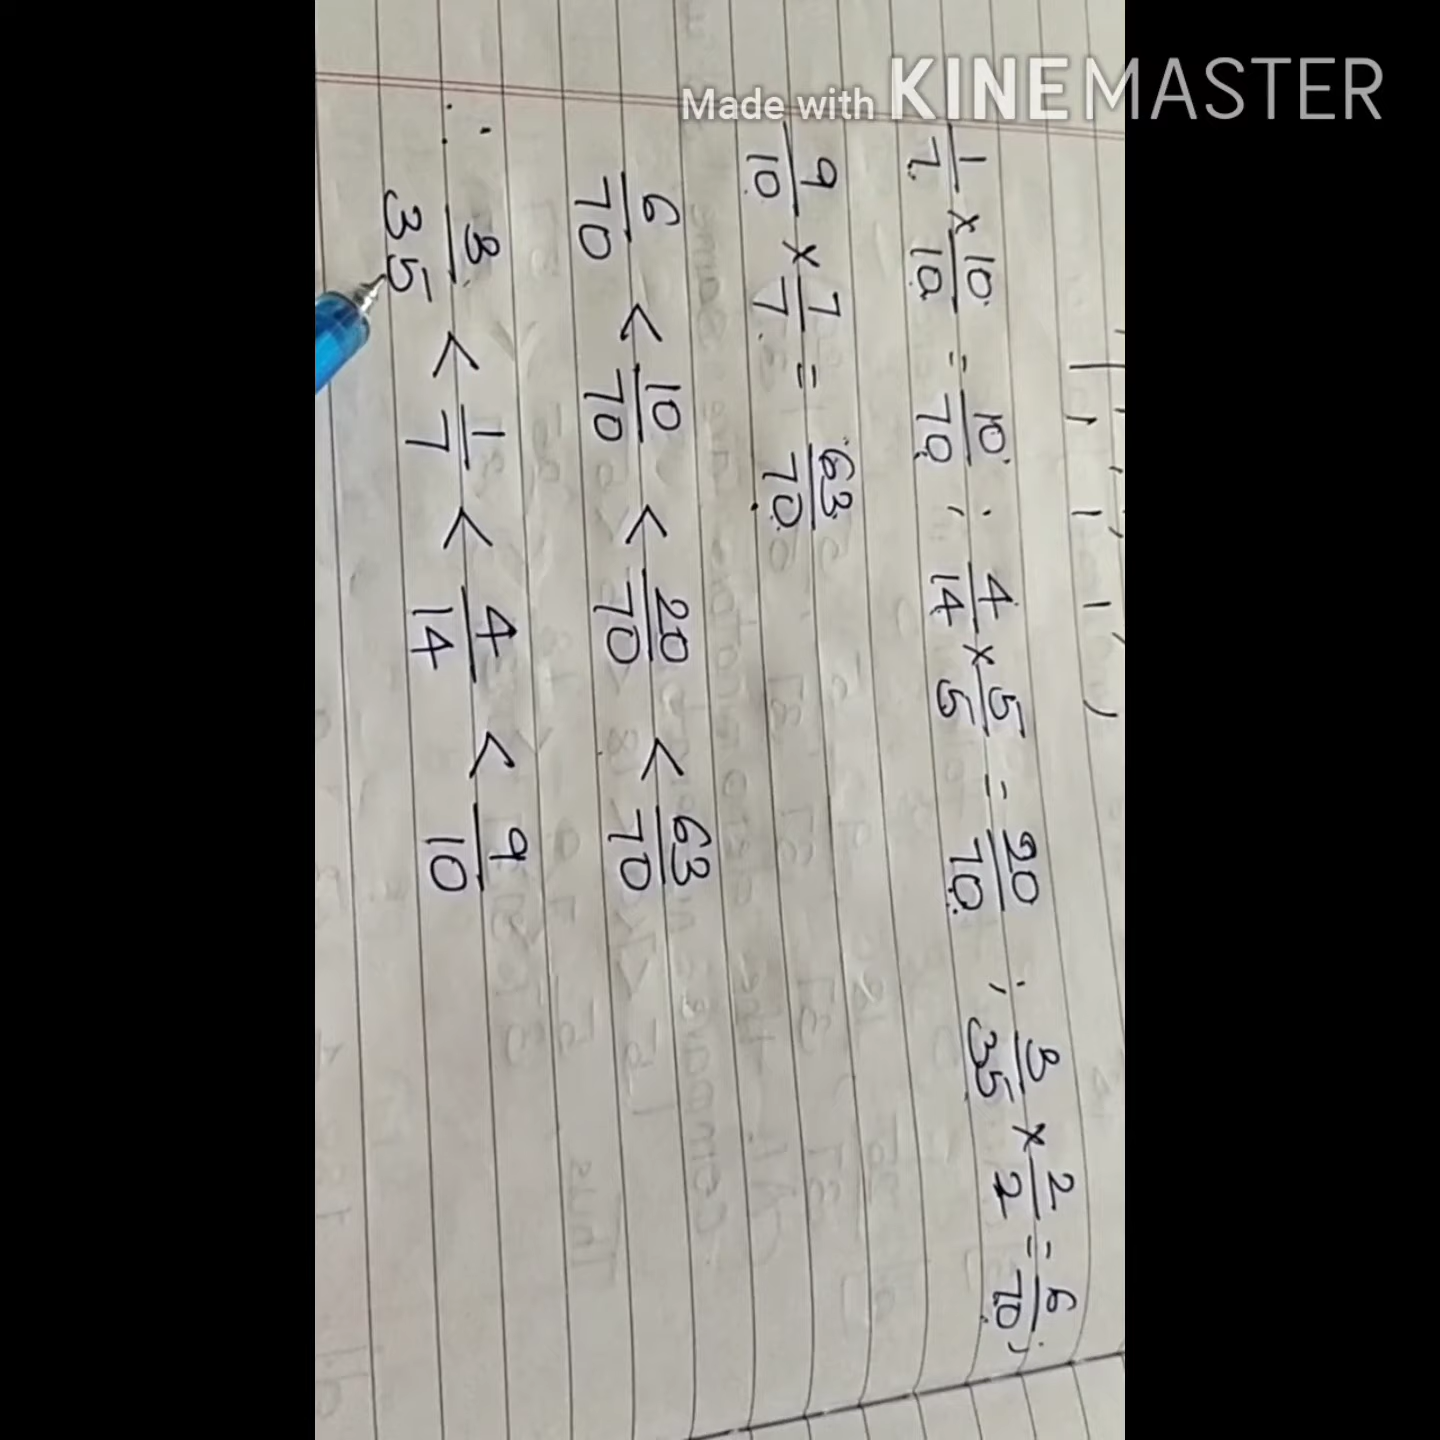 Made with KINEMASTER
1/7 × 10/10 = 10/70 ; 4/14 × 5/5 = 20/70 ; 3/35 × 2/2 = 6/70 ;
9/10 × 7/7 = 63/70
6/70 < 10/70 < 20/70 < 63/70
∴ 3/35 < 1/7 < 4/14 < 9/10